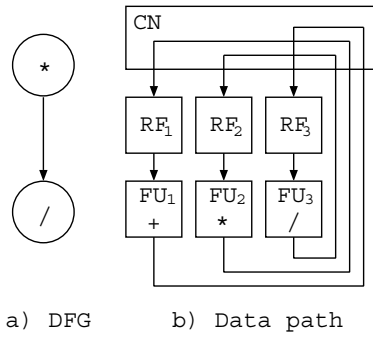 CN
*
RF1 RF2 RF3
FU1 FU2 FU3
/ + * /
a) DFG b) Data path